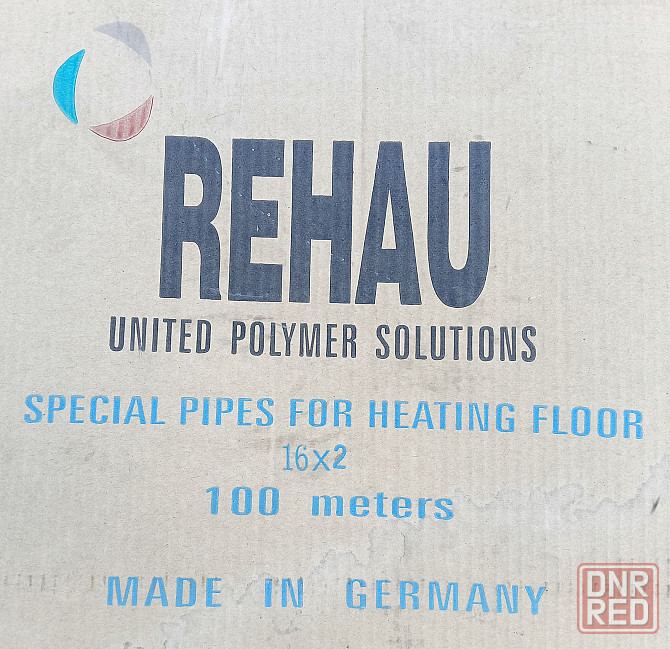 REHAU
UNITED POLYMER SOLUTIONS
SPECIAL PIPES FOR HEATING FLOOR
16x2
100 meters
MADE IN GERMANY
DNR
RED